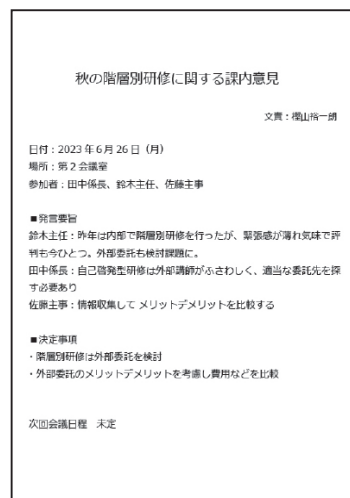 秋の階層別研修に関する課内意見
文責：樫山裕一朗
日付：2023年6月26日（月）
場所：第2会議室
参加者：田中係長、鈴木主任、佐藤主事
■発言要旨
鈴木主任：昨年は内部で階層別研修を行ったが、緊張感が薄れ気味で評
判も今ひとつ。外部委託も検討課題に。
田中係長：自己啓発型研修は外部講師がふさわしく、適当な委託先を探
す必要あり
佐藤主事：情報収集して メリットデメリットを比較する
■決定事項
・階層別研修は外部委託を検討
・外部委託のメリットデメリットを考慮し費用などを比較
次回会議日程　未定